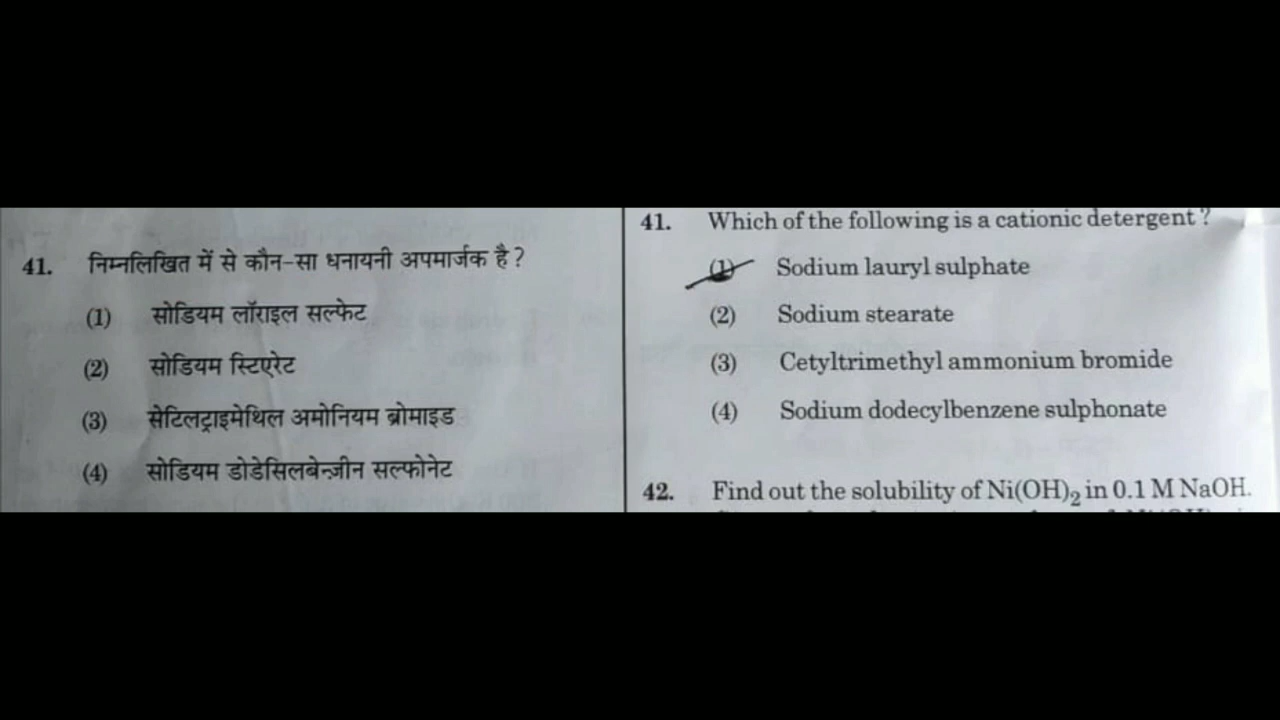 41. निम्नलिखित में से कौन-सा धनायनी अपमार्जक है ?
(1) सोडियम लॉराइल सल्फेट
(2) सोडियम स्टिएरेट
(3) सेटिलट्राइमेथिल अमोनियम ब्रोमाइड
(4) सोडियम डोडेसिलबेन्ज़ीन सल्फोनेट
41. Which of the following is a cationic detergent ?
(1) Sodium lauryl sulphate
(2) Sodium stearate
(3) Cetyltrimethyl ammonium bromide
(4) Sodium dodecylbenzene sulphonate
42. Find out the solubility of Ni(OH)₂ in 0.1 M NaOH.